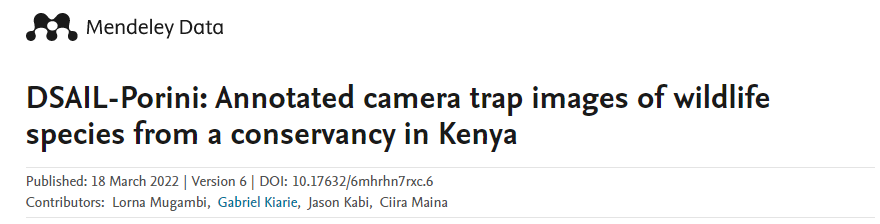 Mendeley Data
DSAIL-Porini: Annotated camera trap images of wildlife
species from a conservancy in Kenya
Published: 18 March 2022 | Version 6 | DOI: 10.17632/6mhrhn7rxc.6
Contributors: Lorna Mugambi, Gabriel Kiarie, Jason Kabi, Ciira Maina